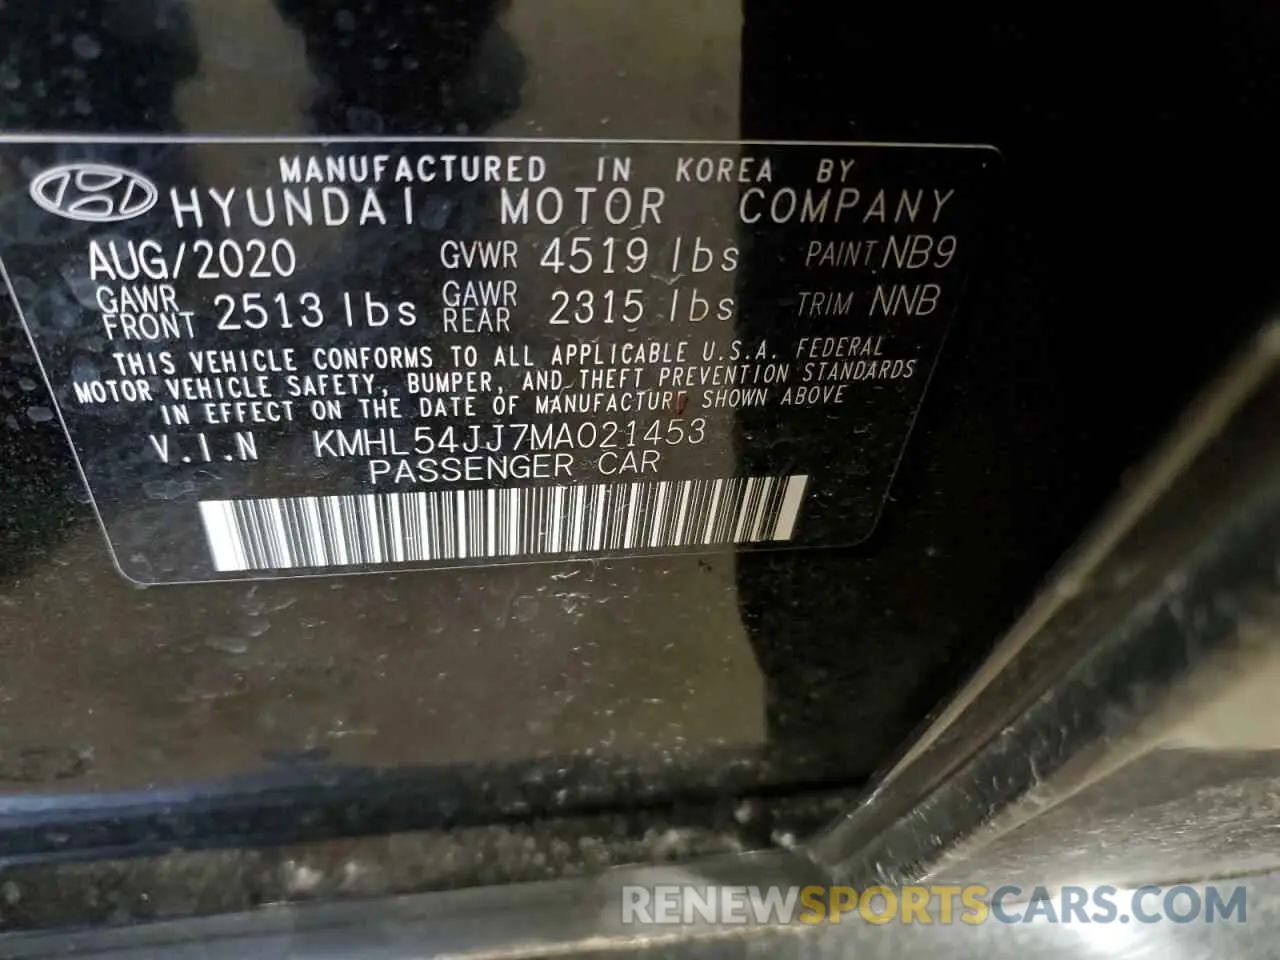 MANUFACTURED IN KOREA BY
HYUNDAI MOTOR COMPANY
AUG/2020 GVWR 4519 lbs PAINT NB9
GAWR FRONT 2513 lbs GAWR REAR 2315 lbs TRIM NNB
THIS VEHICLE CONFORMS TO ALL APPLICABLE U.S.A. FEDERAL
MOTOR VEHICLE SAFETY, BUMPER, AND THEFT PREVENTION STANDARDS
IN EFFECT ON THE DATE OF MANUFACTURE SHOWN ABOVE
V.I.N KMHL54JJ7MA021453
PASSENGER CAR
RENEWSPORTSCARS.COM